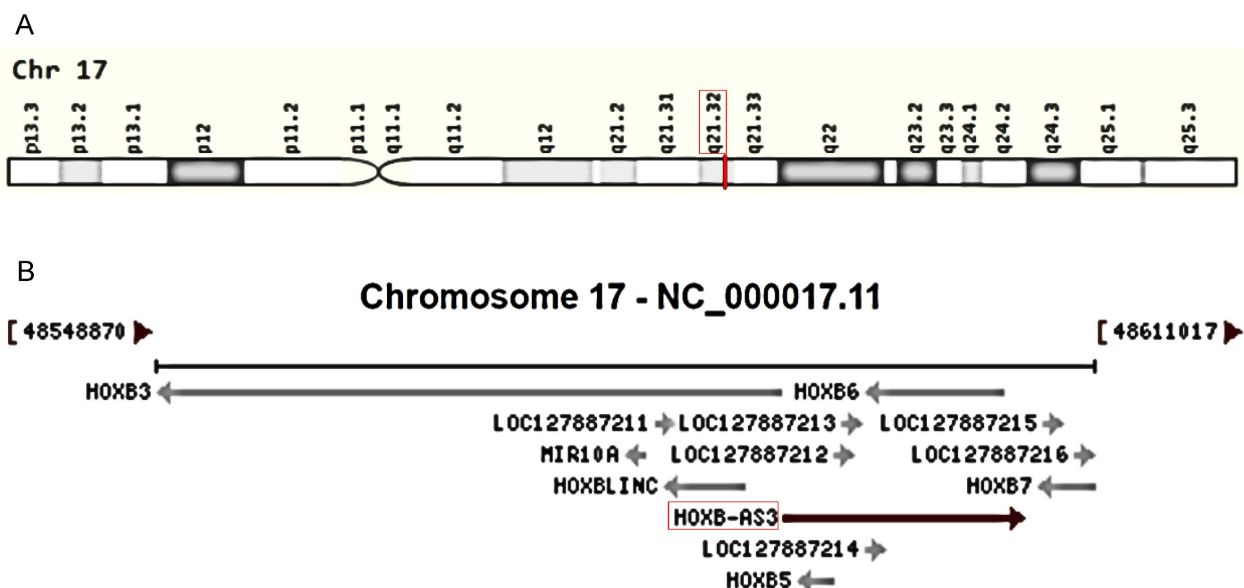 A
Chr 17
p13.3 p13.2 p13.1 p12 p11.2 p11.1 q11.1 q11.2 q12 q21.2 q21.31 q21.32 q21.33 q22 q23.2 q23.3 q24.1 q24.2 q24.3 q25.1 q25.3
B
Chromosome 17 - NC_000017.11
[ 48548870 [ 48611017
HOXB3 HOXB6
LOC127887211 LOC127887213 LOC127887215
MIR10A LOC127887212 LOC127887216
HOXBLINC HOXB7
HOXB-AS3
LOC127887214
HOXB5